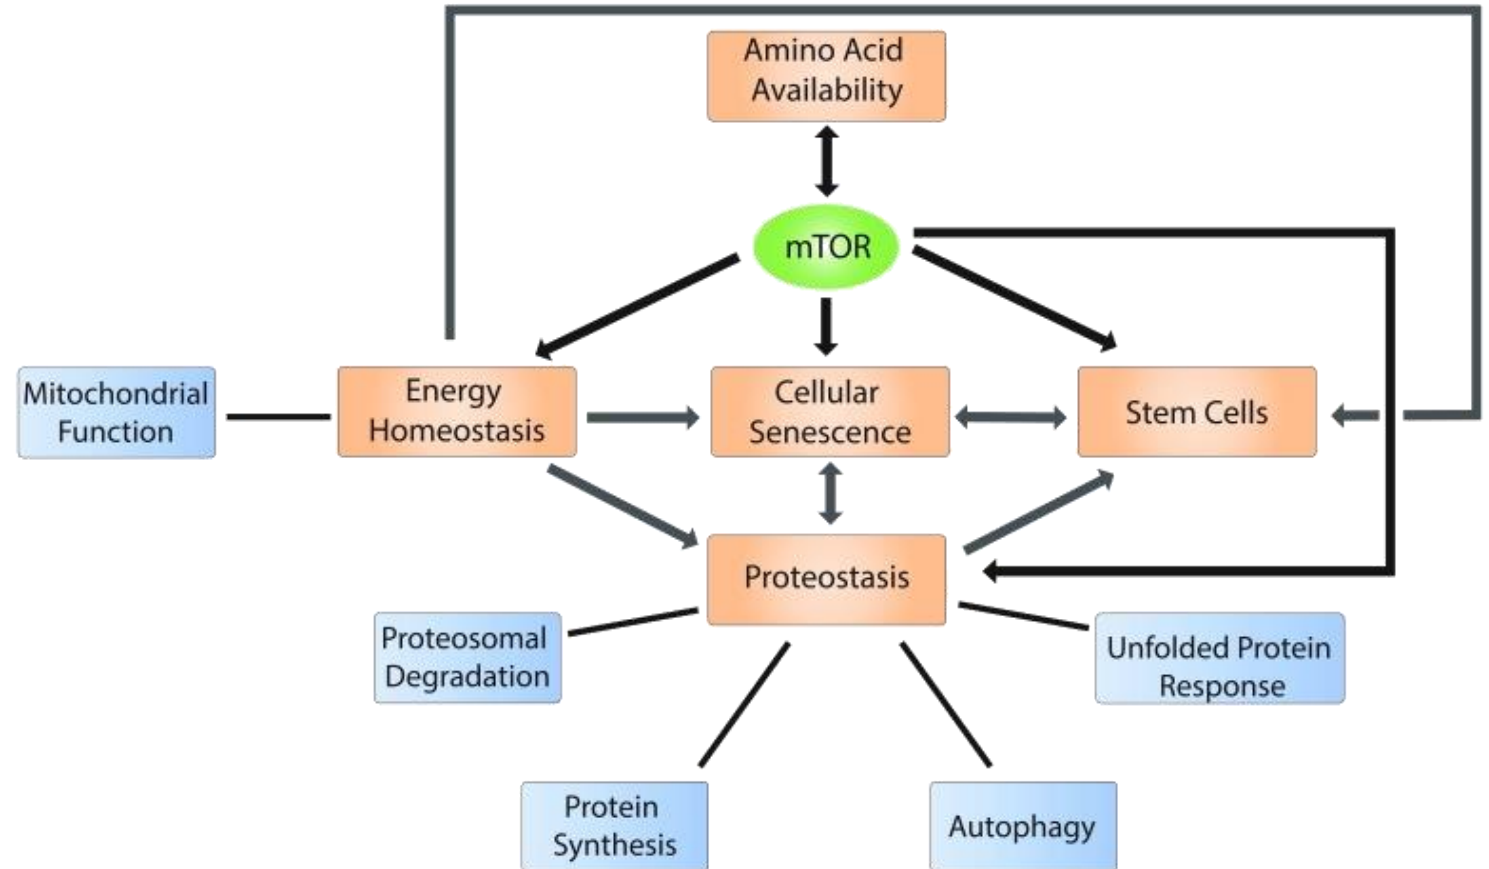 Amino Acid
Availability
mTOR
Mitochondrial
Function
Energy
Homeostasis
Cellular
Senescence
Stem Cells
Proteostasis
Proteosomal
Degradation
Unfolded Protein
Response
Protein
Synthesis
Autophagy